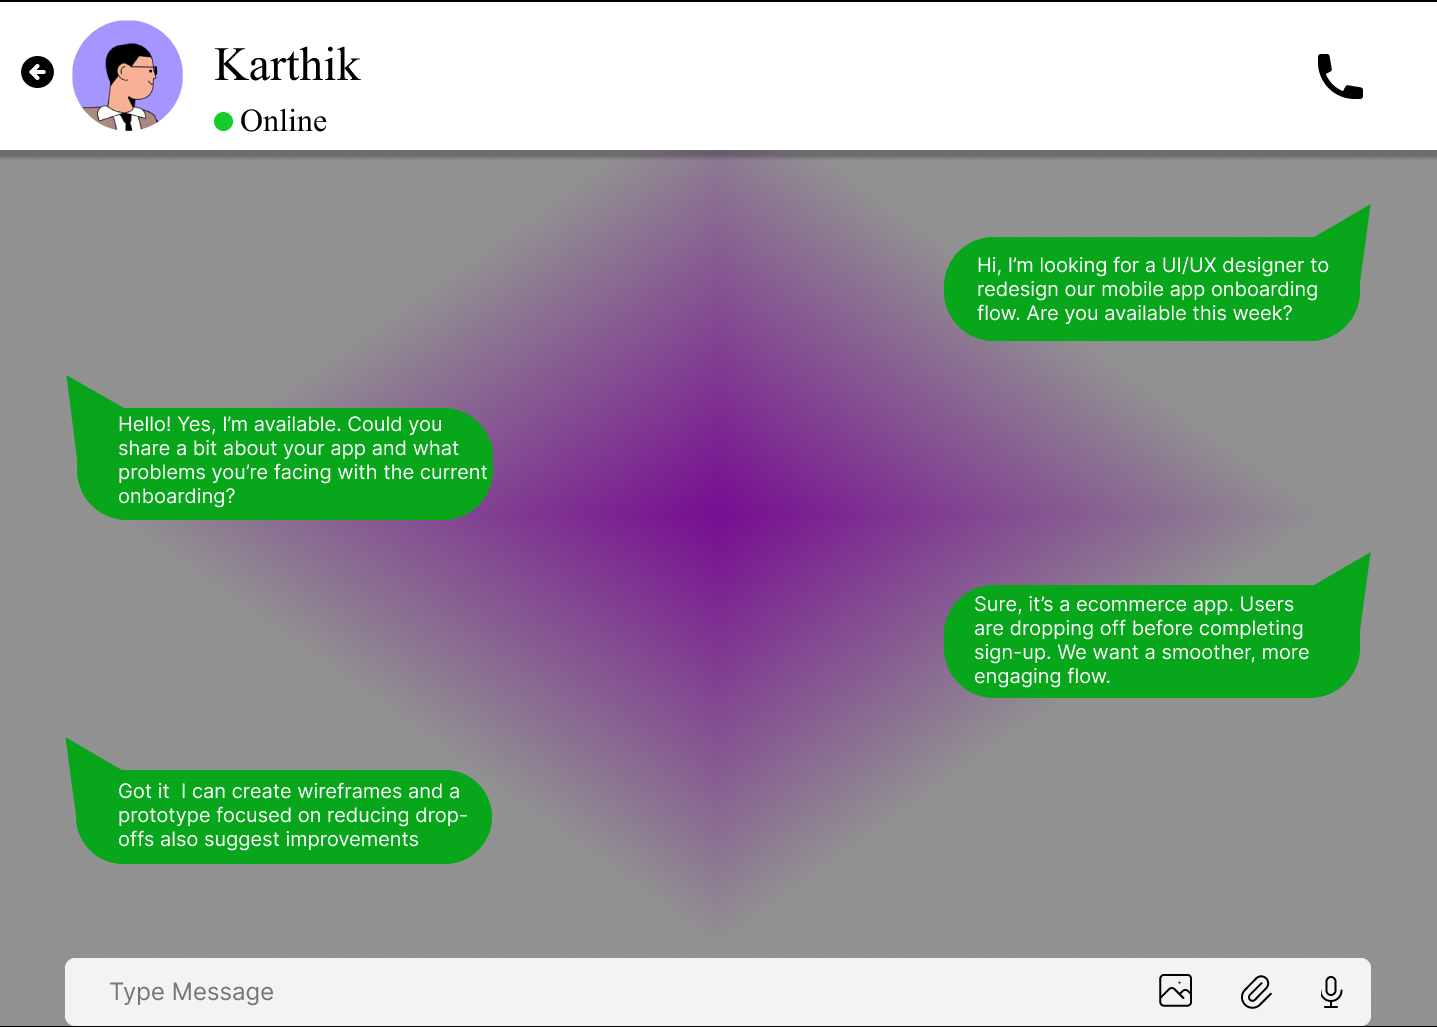 Karthik
Online
Hi, I'm looking for a UI/UX designer to
redesign our mobile app onboarding
flow. Are you available this week?
Hello! Yes, I'm available. Could you
share a bit about your app and what
problems you're facing with the current
onboarding?
Sure, it's a ecommerce app. Users
are dropping off before completing
sign-up. We want a smoother, more
engaging flow.
Got it  I can create wireframes and a
prototype focused on reducing drop-
offs also suggest improvements
Type Message